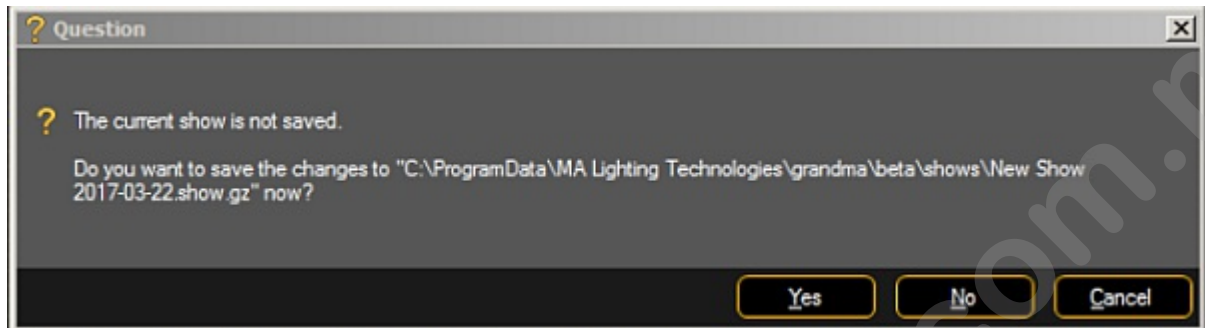 Question
The current show is not saved.
Do you want to save the changes to "C:\ProgramData\MA Lighting Technologies\grandma\beta\shows\New Show
2017-03-22.show.gz" now?
Yes No Cancel
com.r